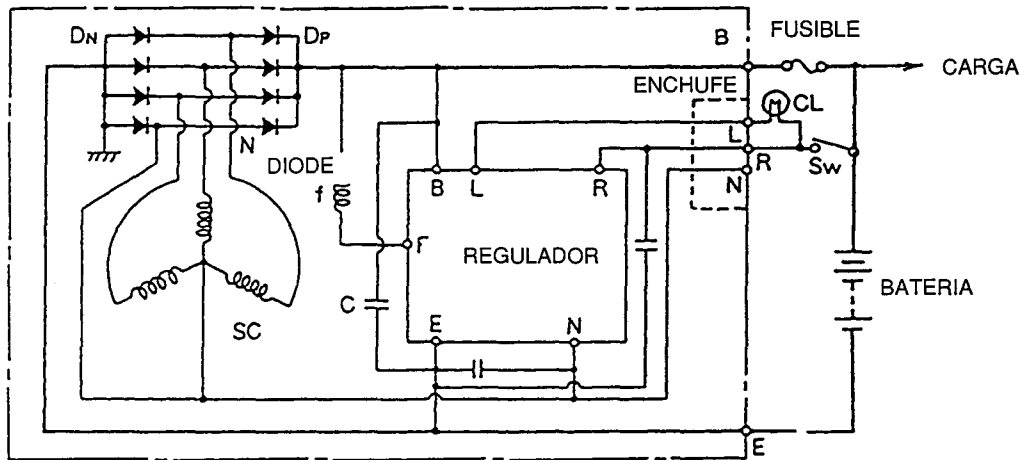 DN
DP
B
FUSIBLE
CARGA
ENCHUFE
CL
L
N
DIODE
R
Sw
B
L
R
N
f
F
REGULADOR
BATERIA
C
SC
E
N
E